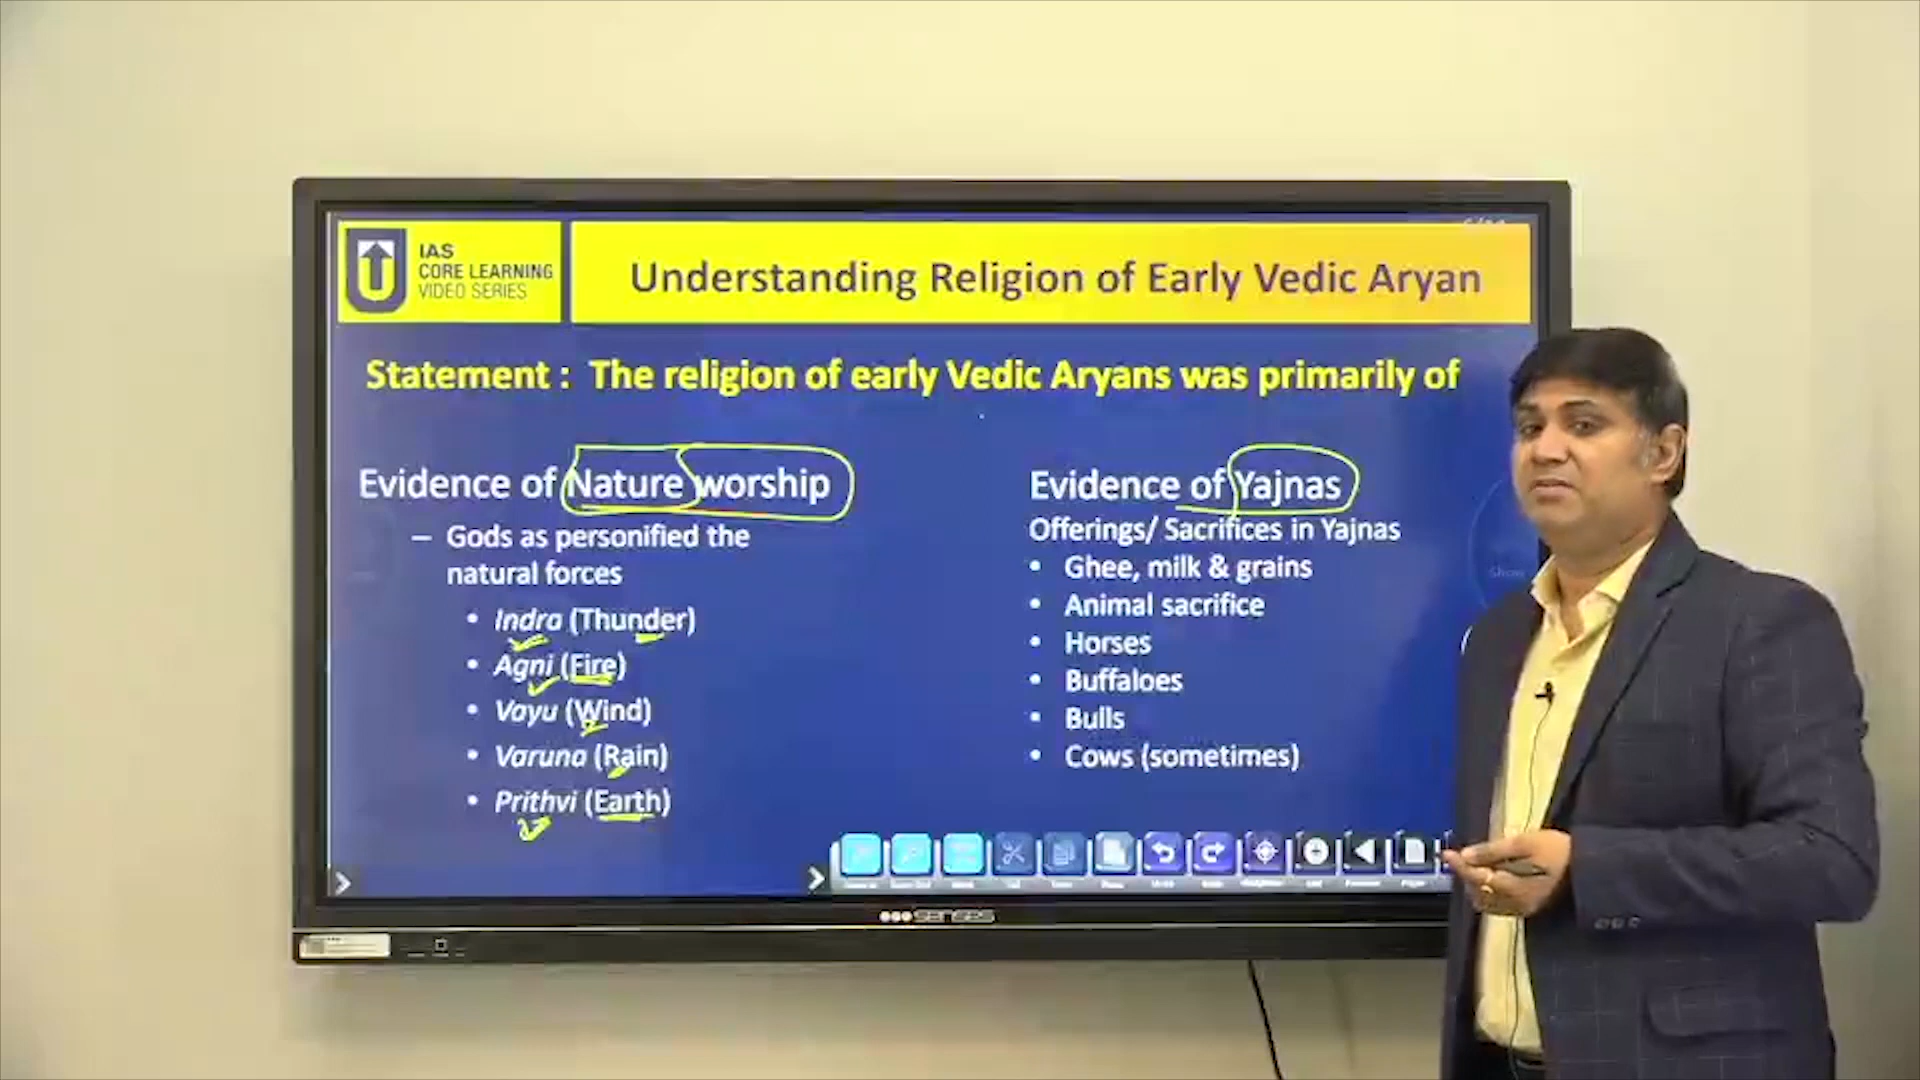 IAS
CORE LEARNING
VIDEO SERIES
Understanding Religion of Early Vedic Aryan
Statement : The religion of early Vedic Aryans was primarily of
Evidence of Nature worship
– Gods as personified the
natural forces
• Indra (Thunder)
• Agni (Fire)
• Vayu (Wind)
• Varuna (Rain)
• Prithvi (Earth)
Evidence of Yajnas
Offerings/ Sacrifices in Yajnas
• Ghee, milk & grains
• Animal sacrifice
• Horses
• Buffaloes
• Bulls
• Cows (sometimes)
senses